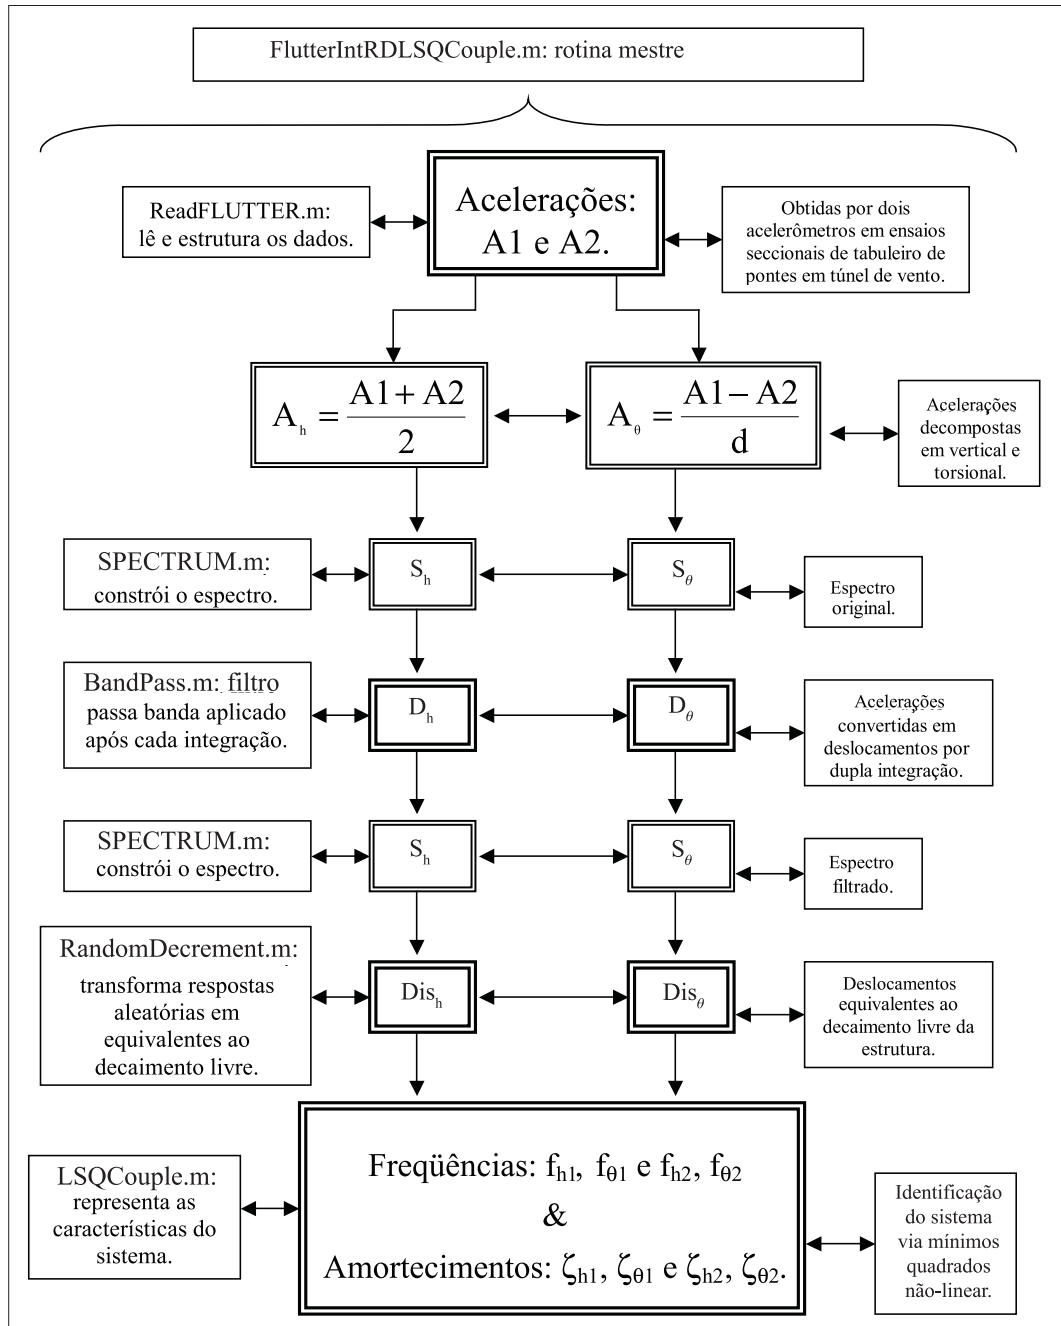 FlutterIntRDLSQCouple.m: rotina mestre
ReadFLUTTER.m:
lê e estrutura os dados.
Acelerações:
A1 e A2.
Obtidas por dois
acelerômetros em ensaios
seccionais de tabuleiro de
pontes em túnel de vento.
A_h = (A1 + A2) / 2
A_θ = (A1 − A2) / d
Acelerações
decompostas
em vertical e
torsional.
SPECTRUM.m:
constrói o espectro.
S_h
S_θ
Espectro
original.
BandPass.m: filtro
passa banda aplicado
após cada integração.
D_h
D_θ
Acelerações
convertidas em
deslocamentos por
dupla integração.
SPECTRUM.m:
constrói o espectro.
S_h
S_θ
Espectro
filtrado.
RandomDecrement.m:
transforma respostas
aleatórias em
equivalentes ao
decaimento livre.
Dis_h
Dis_θ
Deslocamentos
equivalentes ao
decaimento livre da
estrutura.
LSQCouple.m:
representa as
características do
sistema.
Freqüências: f_h1, f_θ1 e f_h2, f_θ2
&
Amortecimentos: ζ_h1, ζ_θ1 e ζ_h2, ζ_θ2.
Identificação
do sistema
via mínimos
quadrados
não-linear.